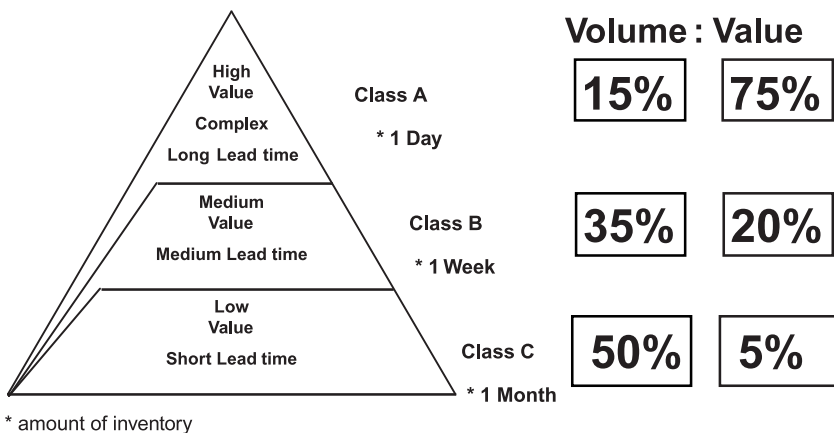 Volume : Value
High
Value
Complex
Long Lead time
Class A
* 1 Day
15% 75%
Medium
Value
Medium Lead time
Class B
* 1 Week
35% 20%
Low
Value
Short Lead time
Class C
* 1 Month
50% 5%
* amount of inventory